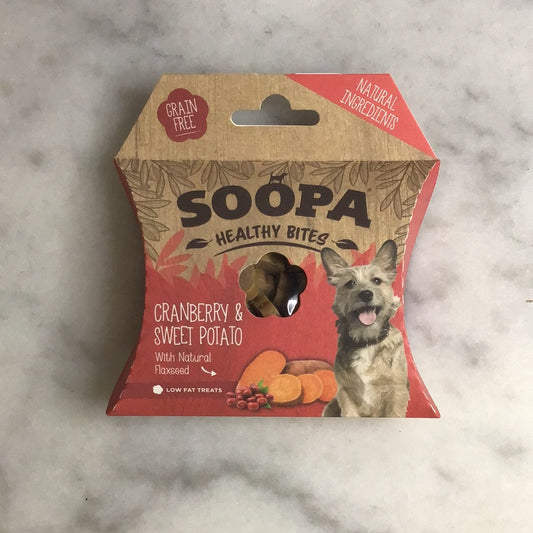 GRAIN
FREE
NATURAL
INGREDIENTS
SOOPA
HEALTHY BITES
CRANBERRY &
SWEET POTATO
With Natural
Flaxseed
LOW FAT TREATS